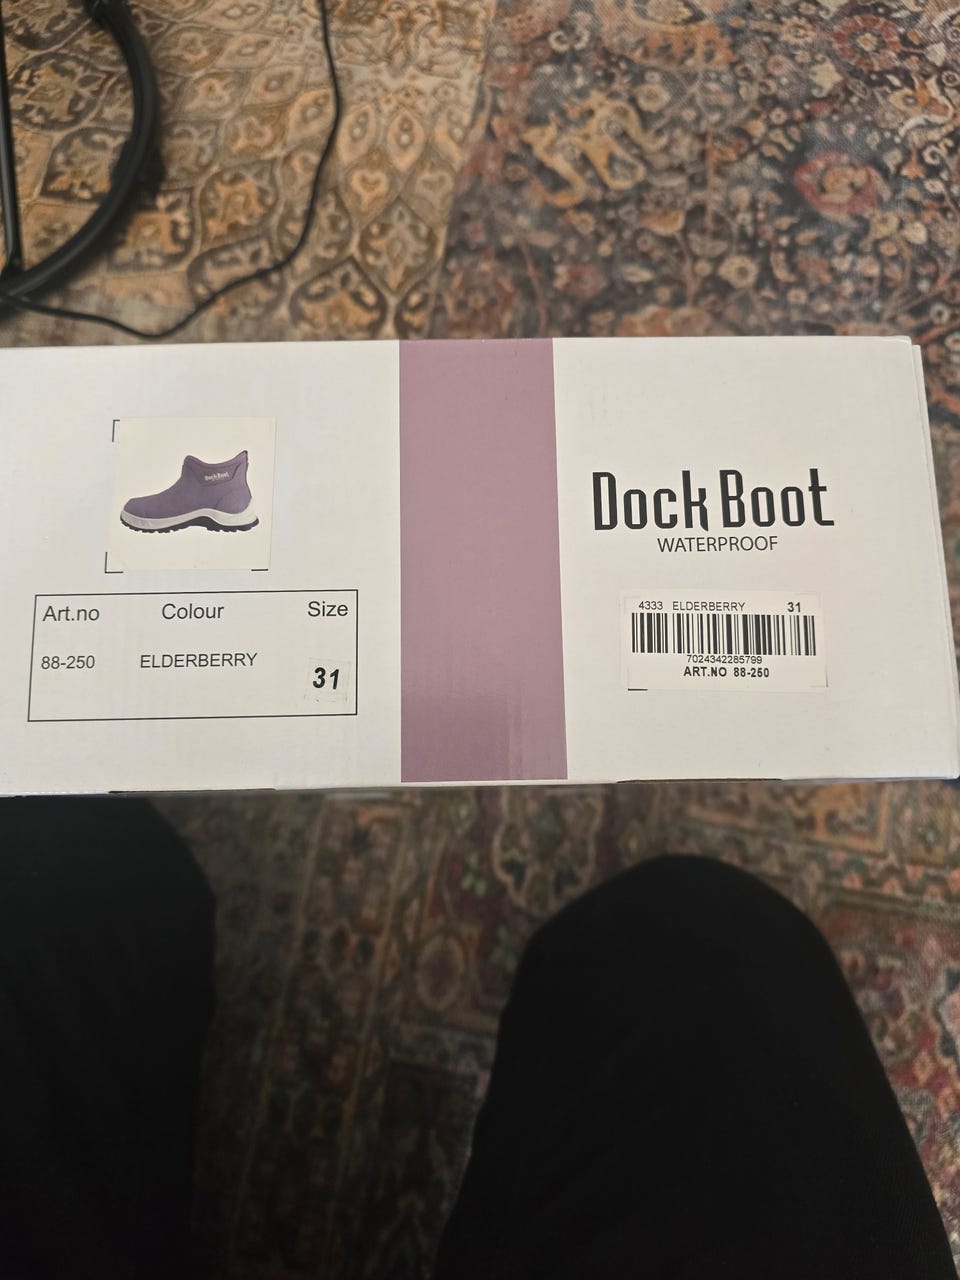 Dock Boot
Art.no Colour Size
88-250 ELDERBERRY 31
Dock Boot
WATERPROOF
4333 ELDERBERRY 31
7024342285799
ART.NO 88-250